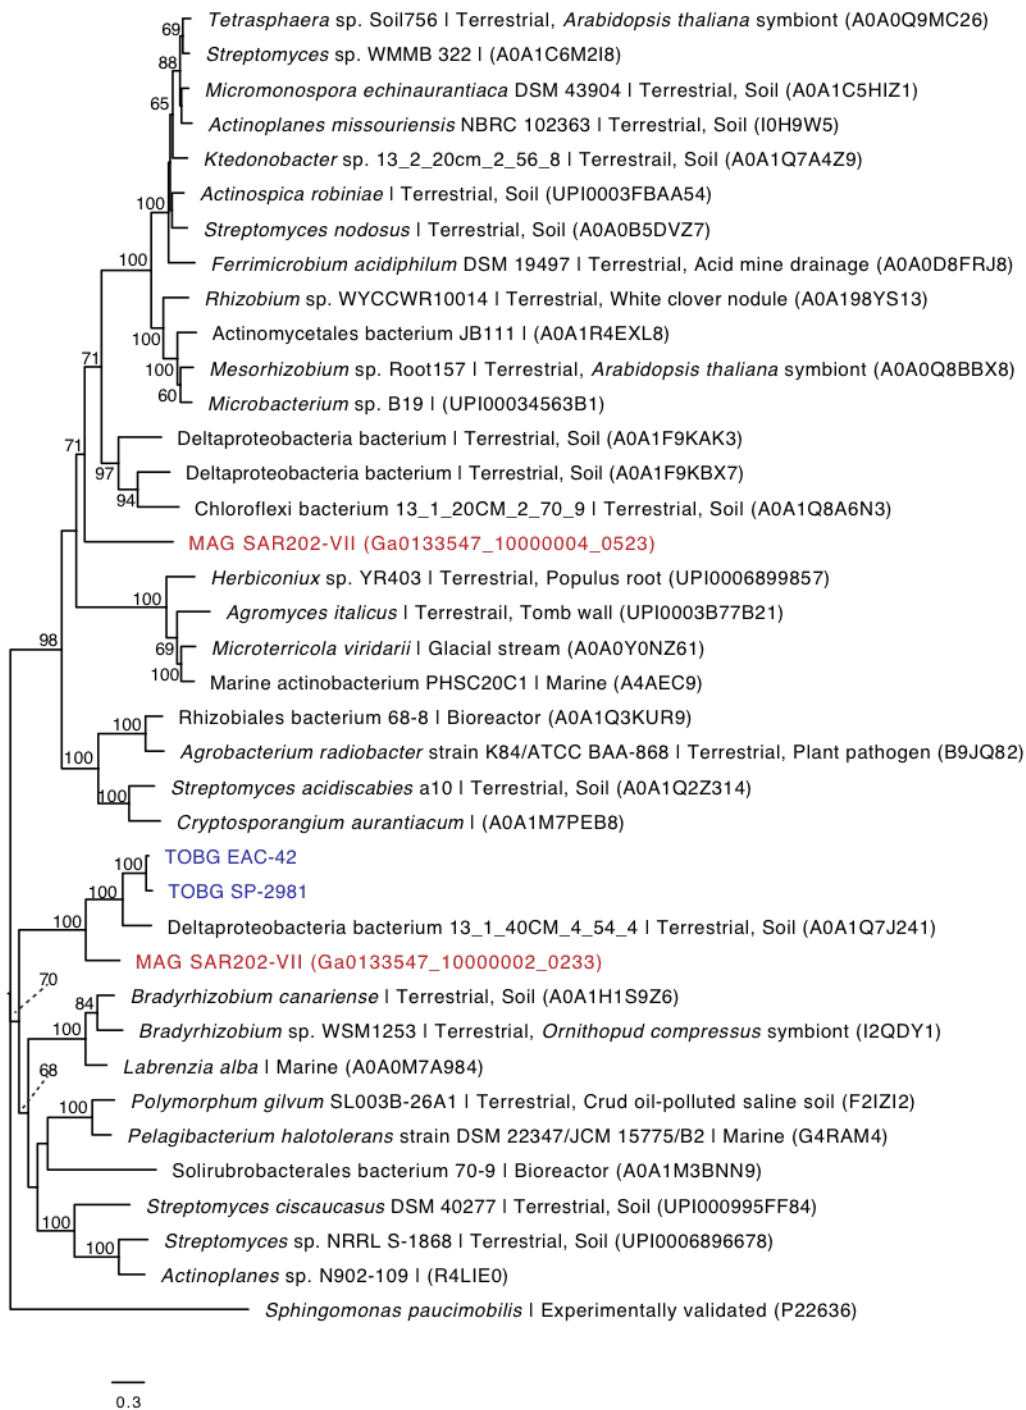 Tetrasphaera sp. Soil756 | Terrestrial, Arabidopsis thaliana symbiont (A0A0Q9MC26)
69
Streptomyces sp. WMMB 322 | (A0A1C6M2I8)
88
Micromonospora echinaurantiaca DSM 43904 | Terrestrial, Soil (A0A1C5HIZ1)
65
Actinoplanes missouriensis NBRC 102363 | Terrestrial, Soil (I0H9W5)
Ktedonobacter sp. 13_2_20cm_2_56_8 | Terrestrail, Soil (A0A1Q7A4Z9)
Actinospica robiniae | Terrestrial, Soil (UPI0003FBAA54)
100
Streptomyces nodosus | Terrestrial, Soil (A0A0B5DVZ7)
100
Ferrimicrobium acidiphilum DSM 19497 | Terrestrial, Acid mine drainage (A0A0D8FRJ8)
Rhizobium sp. WYCCWR10014 | Terrestrial, White clover nodule (A0A198YS13)
100
Actinomycetales bacterium JB111 | (A0A1R4EXL8)
71
100
Mesorhizobium sp. Root157 | Terrestrial, Arabidopsis thaliana symbiont (A0A0Q8BBX8)
60
Microbacterium sp. B19 | (UPI00034563B1)
Deltaproteobacteria bacterium | Terrestrial, Soil (A0A1F9KAK3)
71
97
Deltaproteobacteria bacterium | Terrestrial, Soil (A0A1F9KBX7)
94
Chloroflexi bacterium 13_1_20CM_2_70_9 | Terrestrial, Soil (A0A1Q8A6N3)
MAG SAR202-VII (Ga0133547_10000004_0523)
Herbiconiux sp. YR403 | Terrestrial, Populus root (UPI0006899857)
100
Agromyces italicus | Terrestrail, Tomb wall (UPI0003B77B21)
98
69
Microterricola viridarii | Glacial stream (A0A0Y0NZ61)
100
Marine actinobacterium PHSC20C1 | Marine (A4AEC9)
Rhizobiales bacterium 68-8 | Bioreactor (A0A1Q3KUR9)
100
Agrobacterium radiobacter strain K84/ATCC BAA-868 | Terrestrial, Plant pathogen (B9JQ82)
100
Streptomyces acidiscabies a10 | Terrestrial, Soil (A0A1Q2Z314)
100
Cryptosporangium aurantiacum | (A0A1M7PEB8)
TOBG EAC-42
100
TOBG SP-2981
100
Deltaproteobacteria bacterium 13_1_40CM_4_54_4 | Terrestrial, Soil (A0A1Q7J241)
100
MAG SAR202-VII (Ga0133547_10000002_0233)
70
Bradyrhizobium canariense | Terrestrial, Soil (A0A1H1S9Z6)
84
Bradyrhizobium sp. WSM1253 | Terrestrial, Ornithopud compressus symbiont (I2QDY1)
100
Labrenzia alba | Marine (A0A0M7A984)
68
Polymorphum gilvum SL003B-26A1 | Terrestrial, Crud oil-polluted saline soil (F2IZI2)
100
Pelagibacterium halotolerans strain DSM 22347/JCM 15775/B2 | Marine (G4RAM4)
Solirubrobacterales bacterium 70-9 | Bioreactor (A0A1M3BNN9)
Streptomyces ciscaucasus DSM 40277 | Terrestrial, Soil (UPI000995FF84)
100
Streptomyces sp. NRRL S-1868 | Terrestrial, Soil (UPI0006896678)
100
Actinoplanes sp. N902-109 | (R4LIE0)
Sphingomonas paucimobilis | Experimentally validated (P22636)
0.3